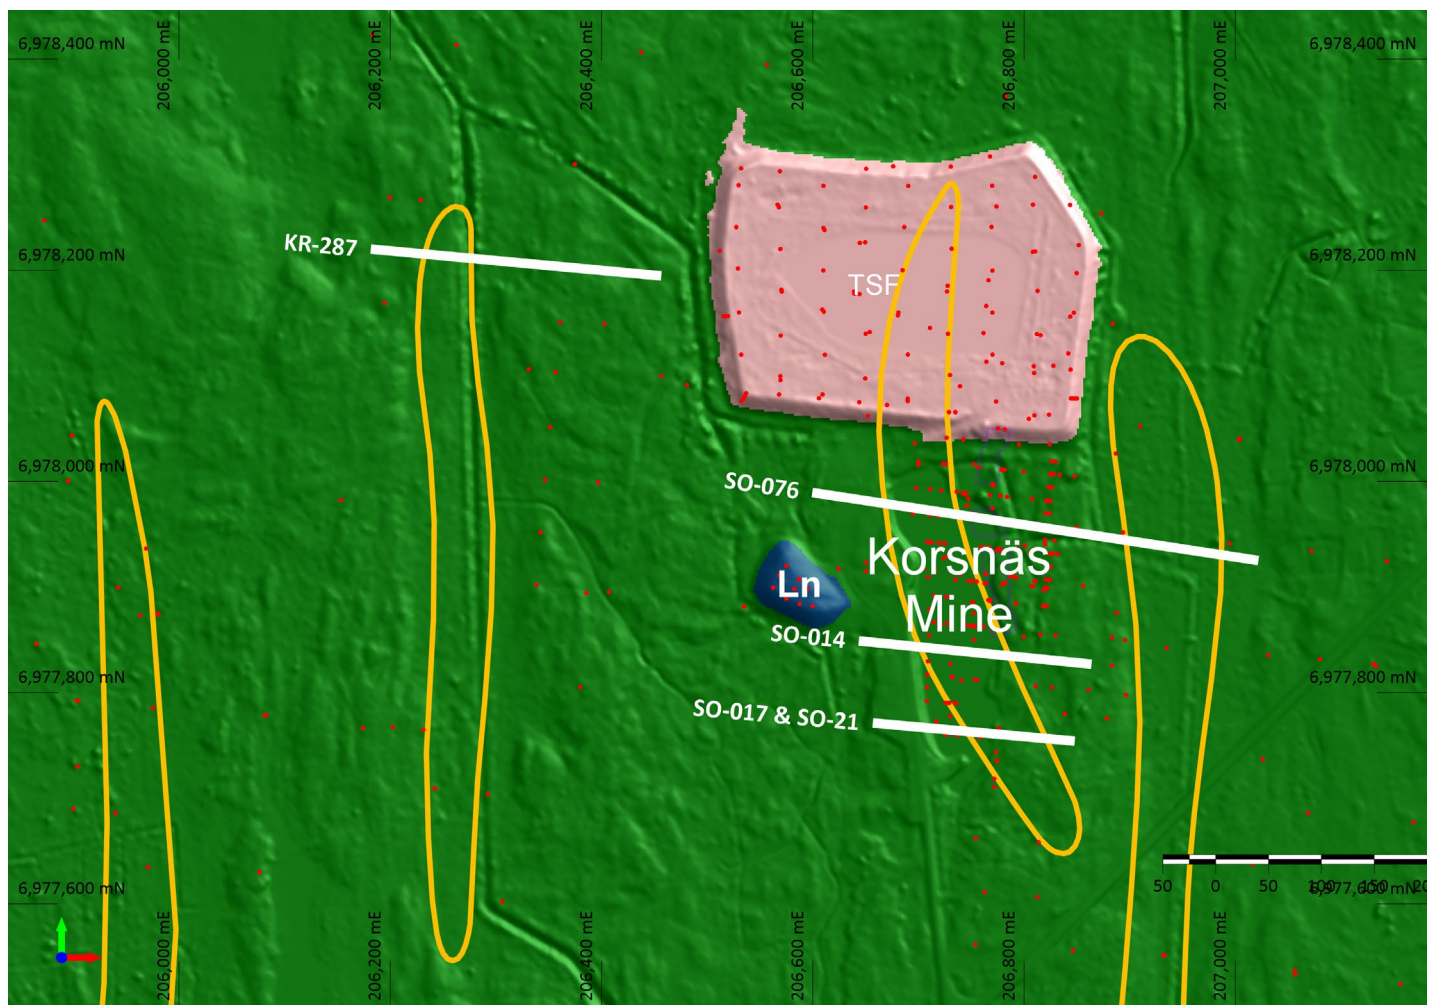 206,000 mE
206,200 mE
206,400 mE
206,600 mE
206,800 mE
207,000 mE
6,978,400 mN
6,978,400 mN
KR-287
6,978,200 mN
6,978,200 mN
TSF
6,978,000 mN
6,978,000 mN
SO-076
Korsnäs
Mine
Ln
SO-014
6,977,800 mN
6,977,800 mN
SO-017 & SO-21
6,977,600 mN
50 0 50 100 150 20
6,977,600 mN
206,000 mE
206,200 mE
206,400 mE
206,600 mE
206,800 mE
207,000 mE